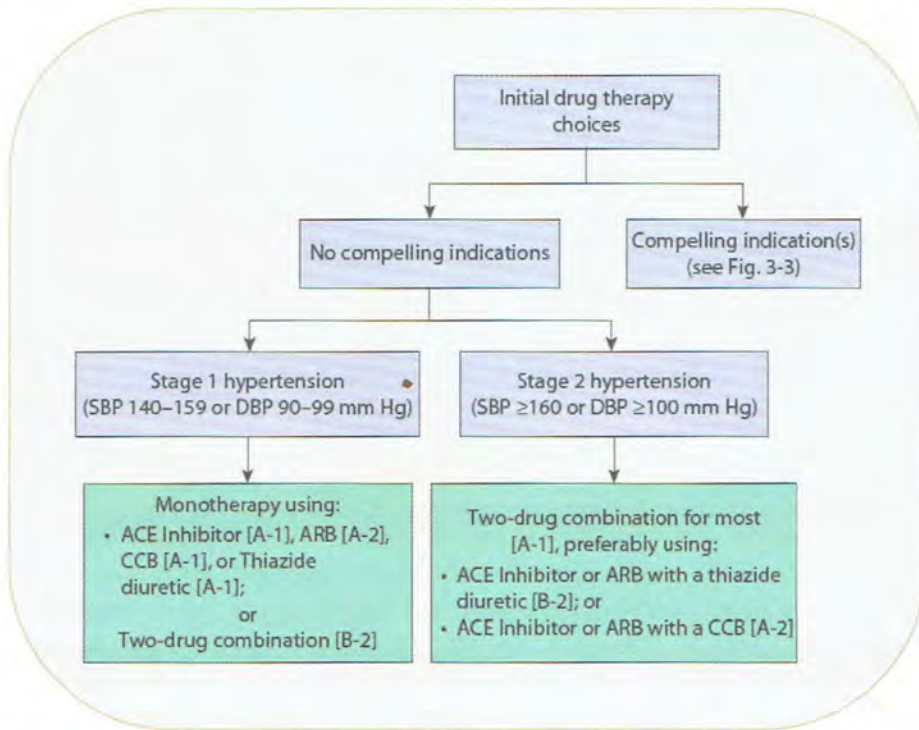 Initial drug therapy
choices
No compelling indications
Compelling indication(s)
(see Fig. 3-3)
Stage 1 hypertension
(SBP 140–159 or DBP 90–99 mm Hg)
Stage 2 hypertension
(SBP ≥160 or DBP ≥100 mm Hg)
Monotherapy using:
• ACE Inhibitor [A-1], ARB [A-2],
CCB [A-1], or Thiazide
diuretic [A-1];
or
Two-drug combination [B-2]
Two-drug combination for most
[A-1], preferably using:
• ACE Inhibitor or ARB with a thiazide
diuretic [B-2]; or
• ACE Inhibitor or ARB with a CCB [A-2]